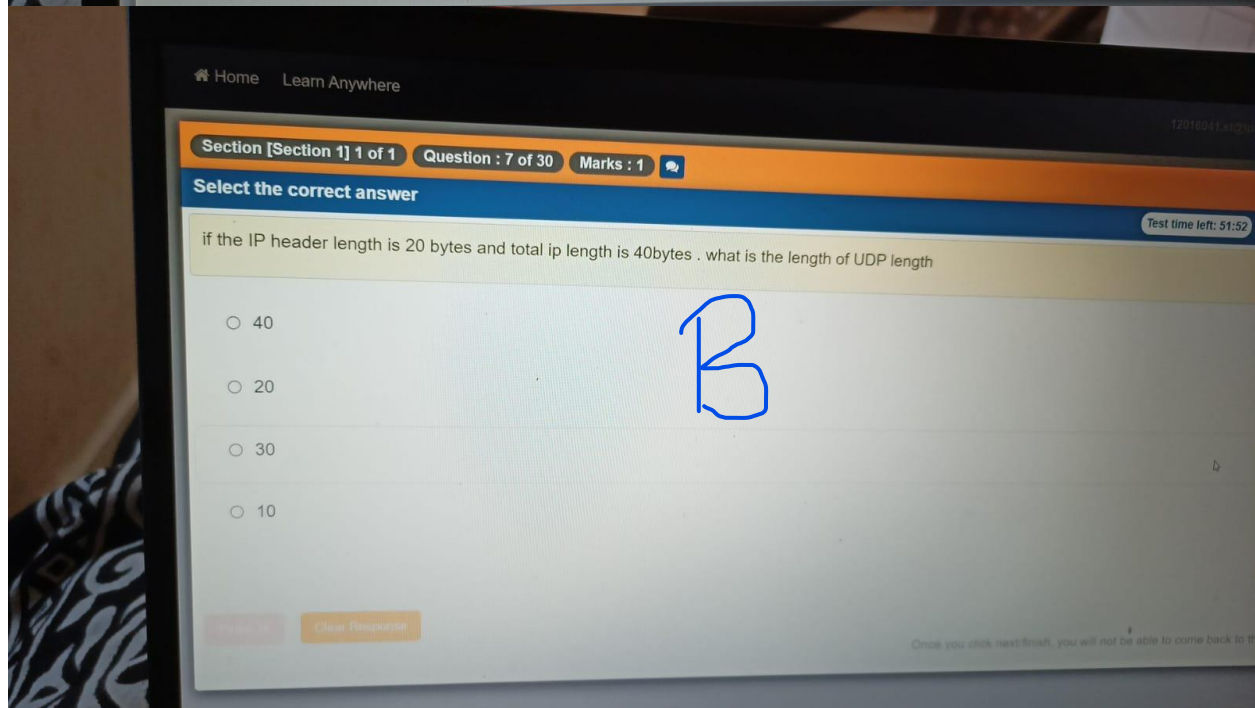 Home Learn Anywhere
Section [Section 1] 1 of 1 Question : 7 of 30 Marks : 1
Select the correct answer
Test time left: 51:52
if the IP header length is 20 bytes and total ip length is 40bytes . what is the length of UDP length
B
40
20
30
10
Clear Response
Once you click next/finish, you will not be able to come back to